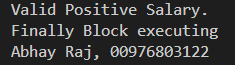 Valid Positive Salary.
Finally Block executing
Abhay Raj, 00976803122